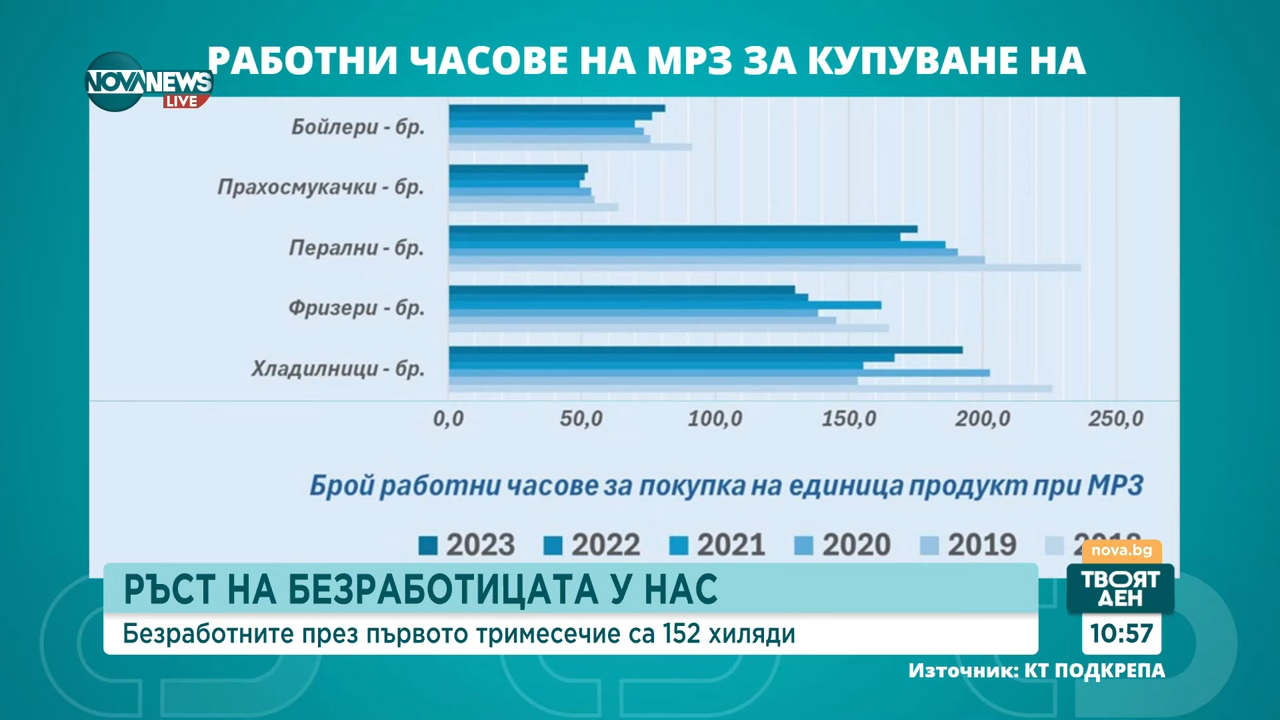 РАБОТНИ ЧАСОВЕ НА МРЗ ЗА КУПУВАНЕ НА
NOVANEWS
LIVE
Бойлери - бр.
Прахосмукачки - бр.
Перални - бр.
Фризери - бр.
Хладилници - бр.
0,0 50,0 100,0 150,0 200,0 250,0
Брой работни часове за покупка на единица продукт при МРЗ
2023 2022 2021 2020 2019
nova.bg
РЪСТ НА БЕЗРАБОТИЦАТА У НАС
ТВОЯТ
ДЕН
Безработните през първото тримесечие са 152 хиляди
10:57
Източник: КТ ПОДКРЕПА